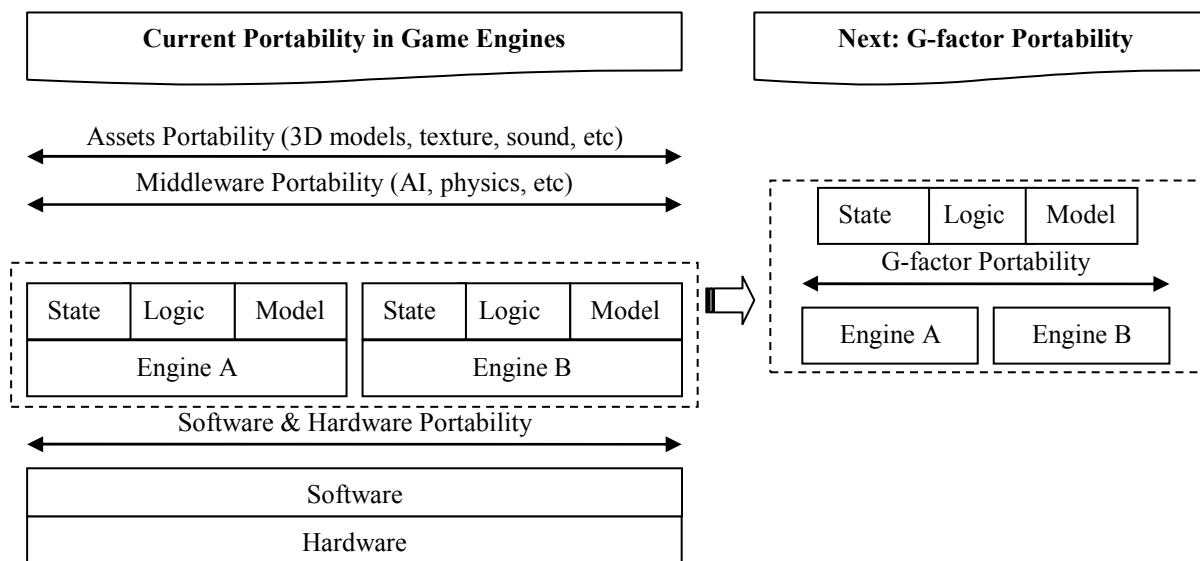 Current Portability in Game Engines
Next: G-factor Portability
Assets Portability (3D models, texture, sound, etc)
Middleware Portability (AI, physics, etc)
State Logic Model
State Logic Model
Engine A
Engine B
Software & Hardware Portability
Software
Hardware
State Logic Model
G-factor Portability
Engine A
Engine B